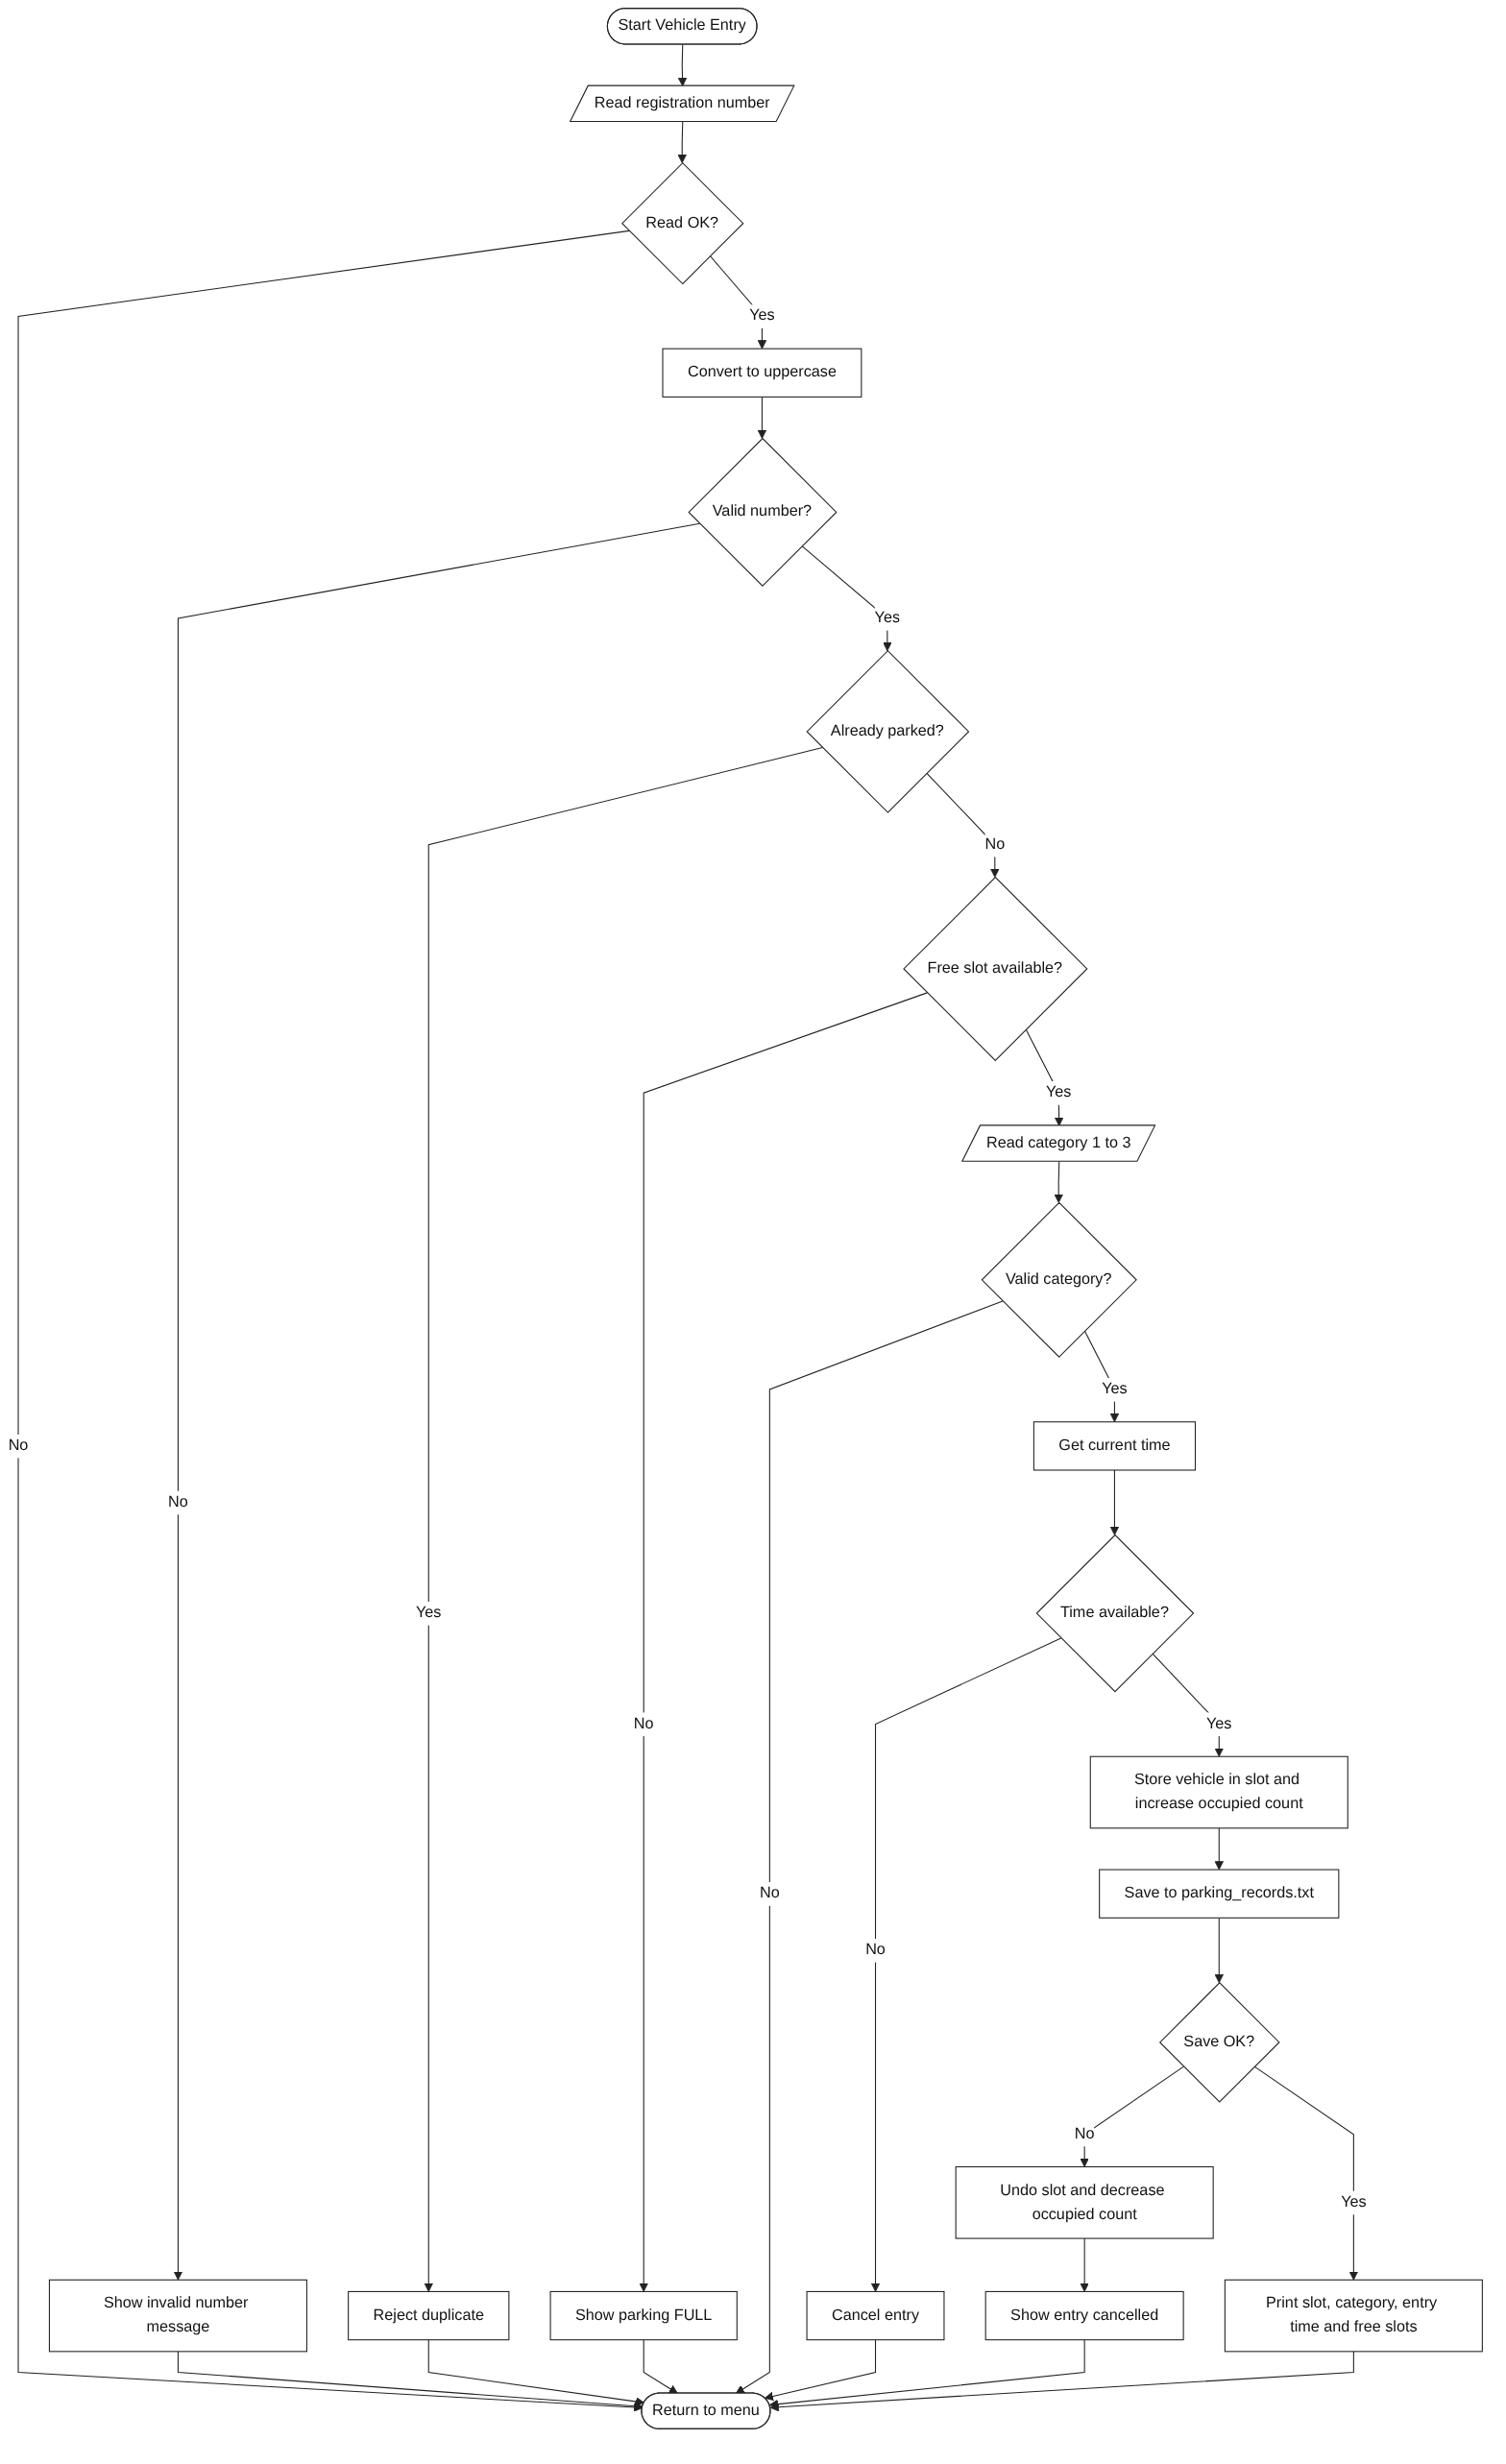 Start Vehicle Entry
Read registration number
Read OK?
Yes
Convert to uppercase
Valid number?
Yes
Already parked?
No
Free slot available?
Yes
Read category 1 to 3
Valid category?
Yes
Get current time
No
No
Yes
Time available?
No
Yes
Store vehicle in slot and
increase occupied count
No
Save to parking_records.txt
No
Save OK?
No
Undo slot and decrease
occupied count
Yes
Show invalid number
message
Reject duplicate
Show parking FULL
Cancel entry
Show entry cancelled
Print slot, category, entry
time and free slots
Return to menu